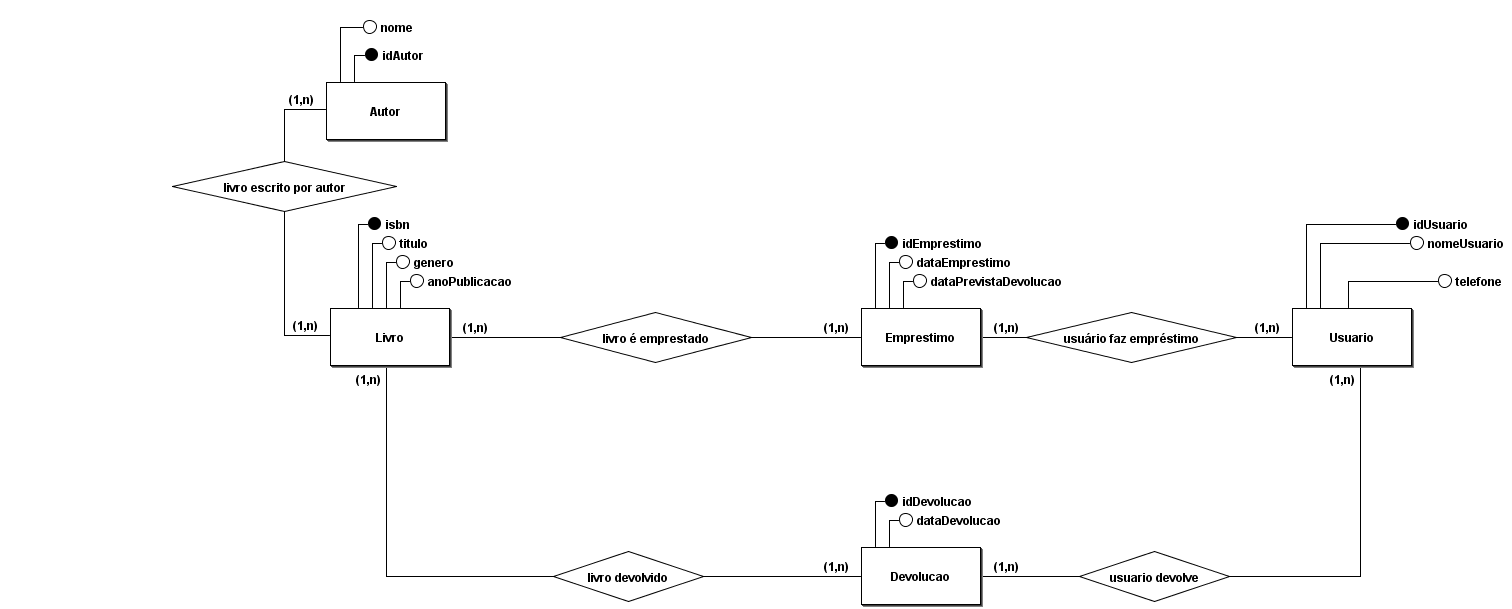 nome
idAutor
(1,n)
Autor
livro escrito por autor
isbn
titulo
genero
anoPublicacao
(1,n)
Livro
(1,n)
livro é emprestado
(1,n)
idEmprestimo
dataEmprestimo
dataPrevistaDevolucao
Emprestimo
(1,n)
usuário faz empréstimo
(1,n)
idUsuario
nomeUsuario
telefone
Usuario
(1,n)
(1,n)
idDevolucao
dataDevolucao
livro devolvido
(1,n)
Devolucao
(1,n)
usuario devolve